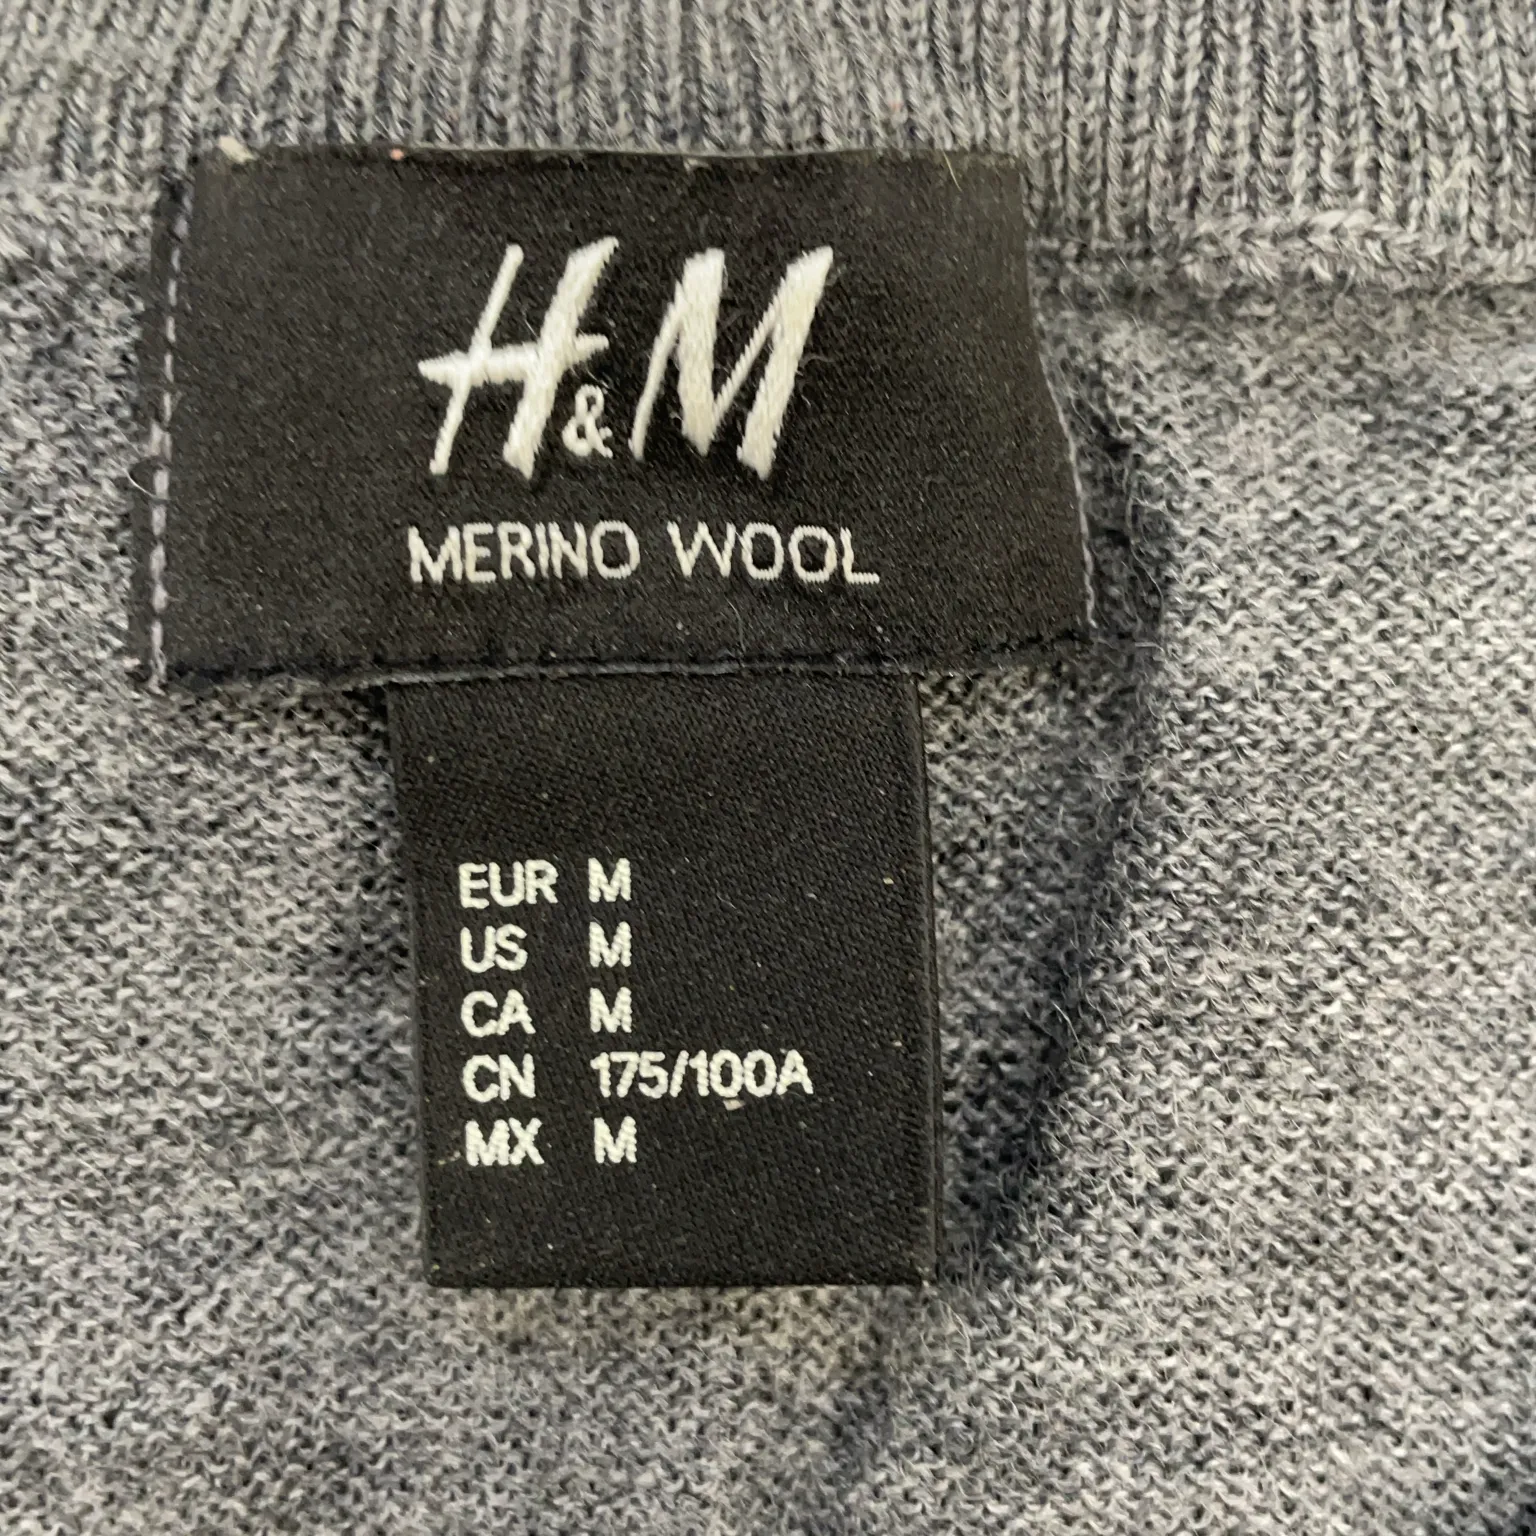 H&M
MERINO WOOL
EUR M
US M
CA M
CN 175/100A
MX M